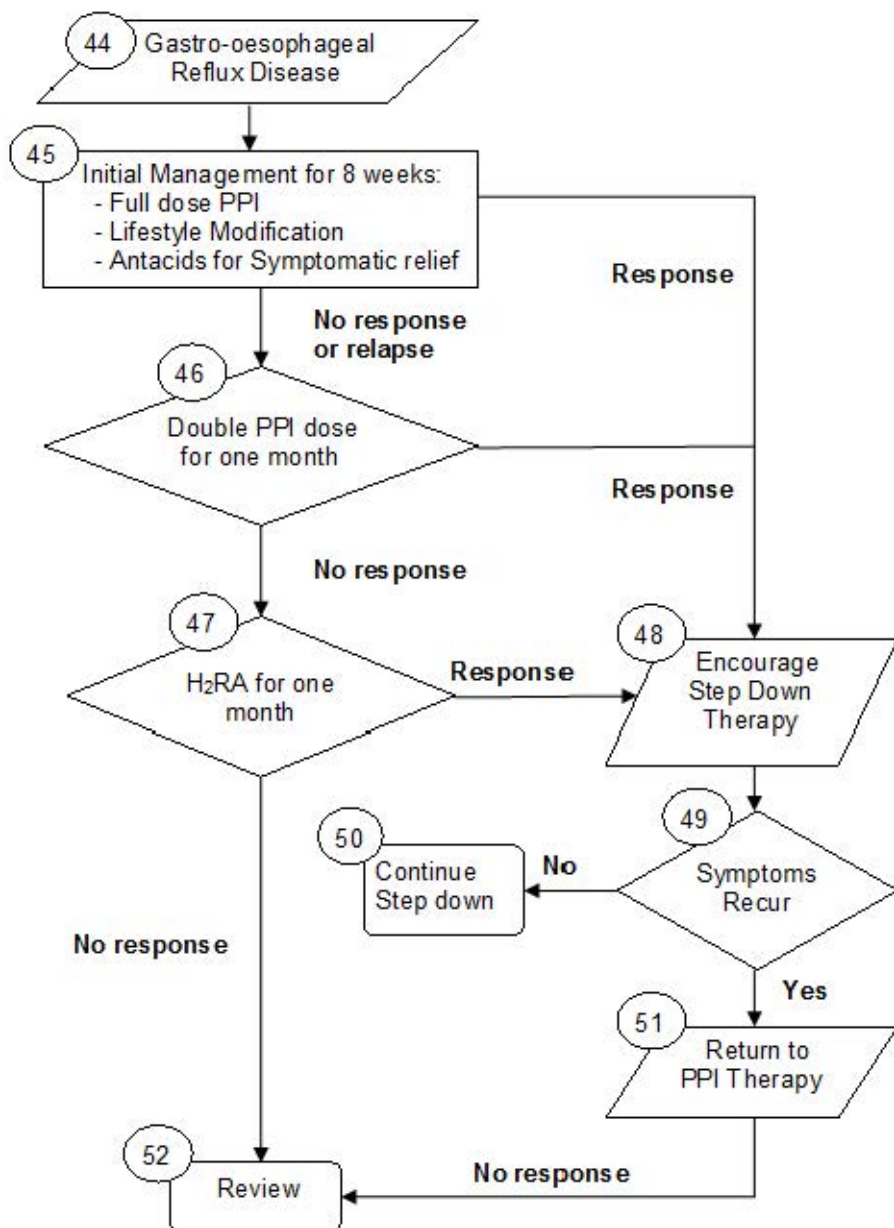 44
Gastro-oesophageal
Reflux Disease
45
Initial Management for 8 weeks:
- Full dose PPI
- Lifestyle Modification
- Antacids for Symptomatic relief
Response
No response
or relapse
46
Double PPI dose
for one month
Response
No response
47
H₂RA for one
month
Response
48
Encourage
Step Down
Therapy
49
Symptoms
Recur
No
50
Continue
Step down
No response
Yes
51
Return to
PPI Therapy
No response
52
Review